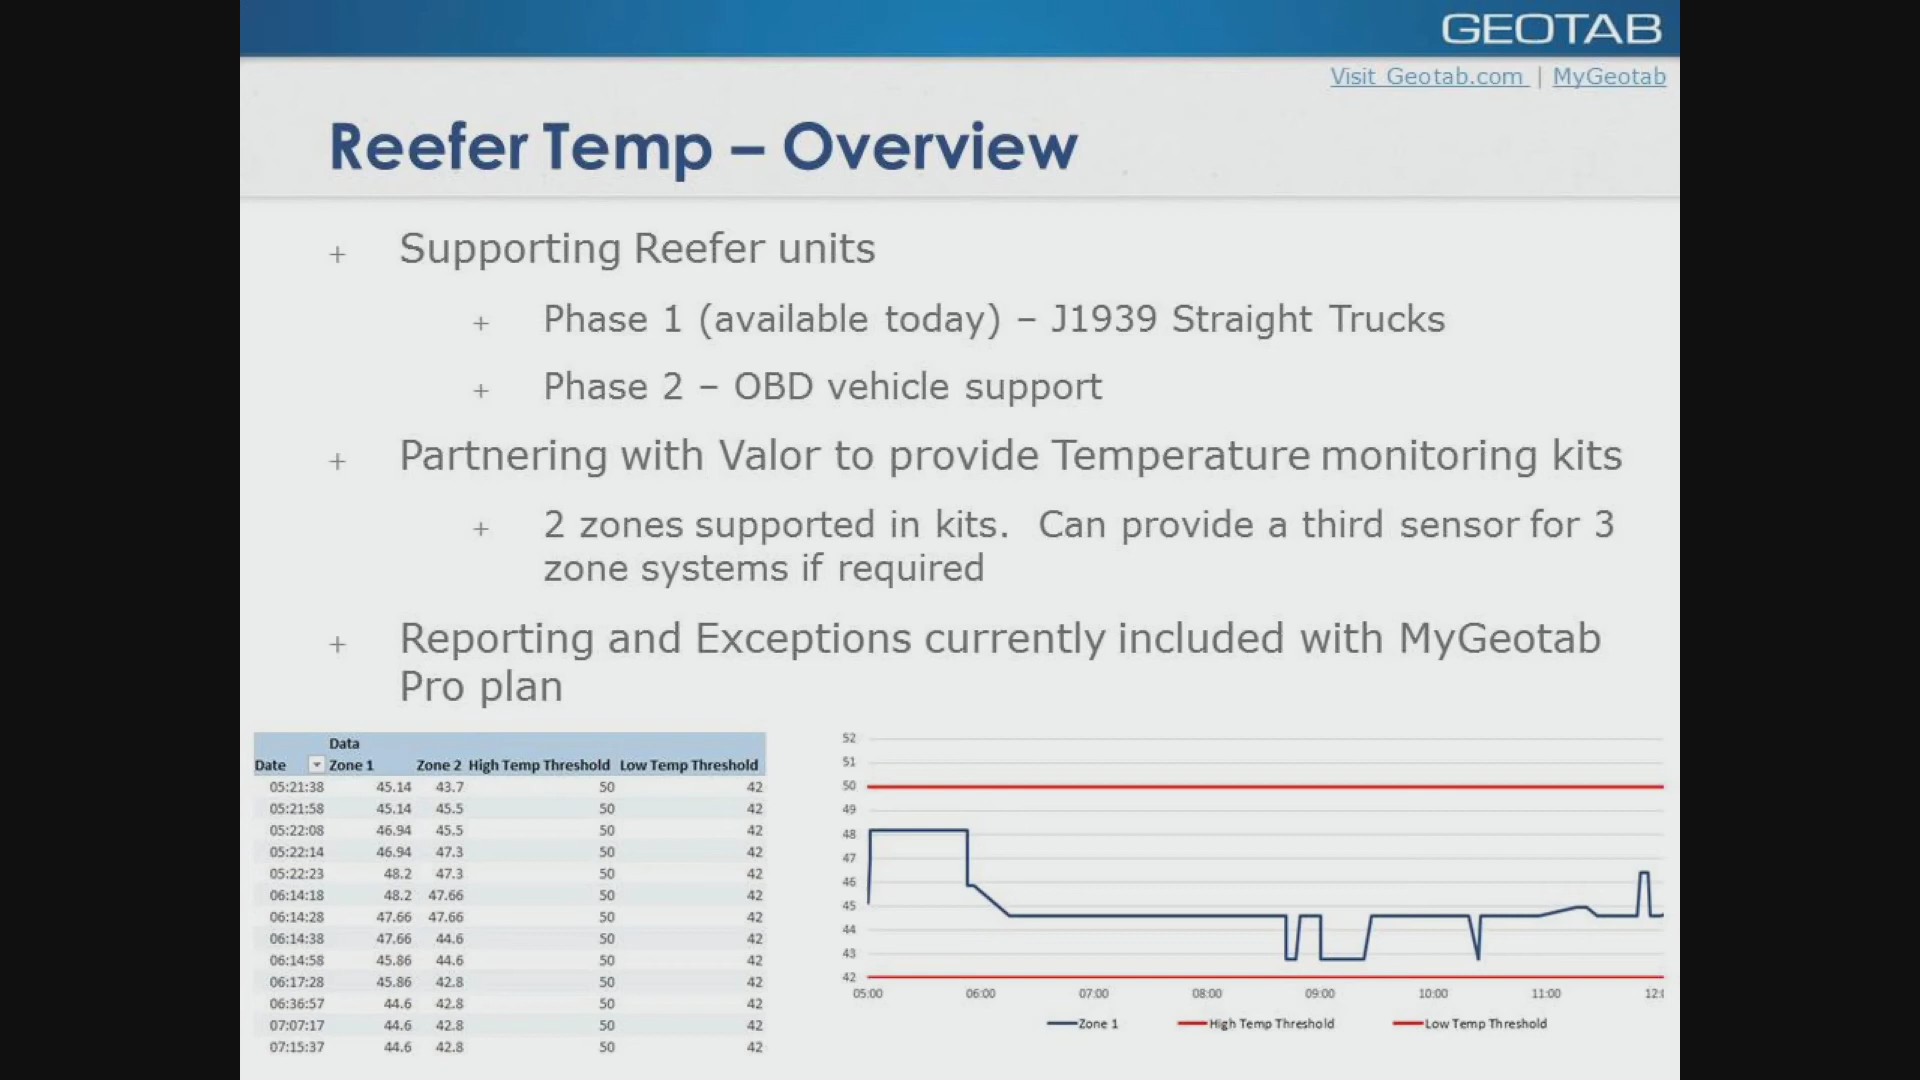 GEOTAB
Visit Geotab.com | MyGeotab
Reefer Temp – Overview
+ Supporting Reefer units
+ Phase 1 (available today) – J1939 Straight Trucks
+ Phase 2 – OBD vehicle support
+ Partnering with Valor to provide Temperature monitoring kits
+ 2 zones supported in kits. Can provide a third sensor for 3
zone systems if required
+ Reporting and Exceptions currently included with MyGeotab
Pro plan
Data
Date Zone 1 Zone 2 High Temp Threshold Low Temp Threshold
05:21:38 45.14 43.7 50 42
05:21:58 45.14 45.5 50 42
05:22:08 46.94 45.5 50 42
05:22:14 46.94 47.3 50 42
05:22:23 48.2 47.3 50 42
06:14:18 48.2 47.66 50 42
06:14:28 47.66 47.66 50 42
06:14:38 47.66 44.6 50 42
06:14:58 45.86 44.6 50 42
06:17:28 45.86 42.8 50 42
06:36:57 44.6 42.8 50 42
07:07:17 44.6 42.8 50 42
07:15:37 44.6 42.8 50 42
52
51
50
49
48
47
46
45
44
43
42
05:00 06:00 07:00 08:00 09:00 10:00 11:00 12:
Zone 1 High Temp Threshold Low Temp Threshold